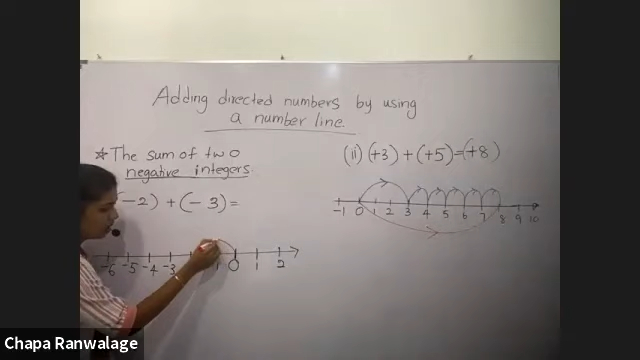 Adding directed numbers by using
a number line.
☆ The sum of two
negative integers
-2) + (-3) =
-6 -5 -4 -3 1 0 1 2
(ii) (+3) + (+5) = (+8)
-1 0 1 2 3 4 5 6 7 8 9 10
Chapa Ranwalage